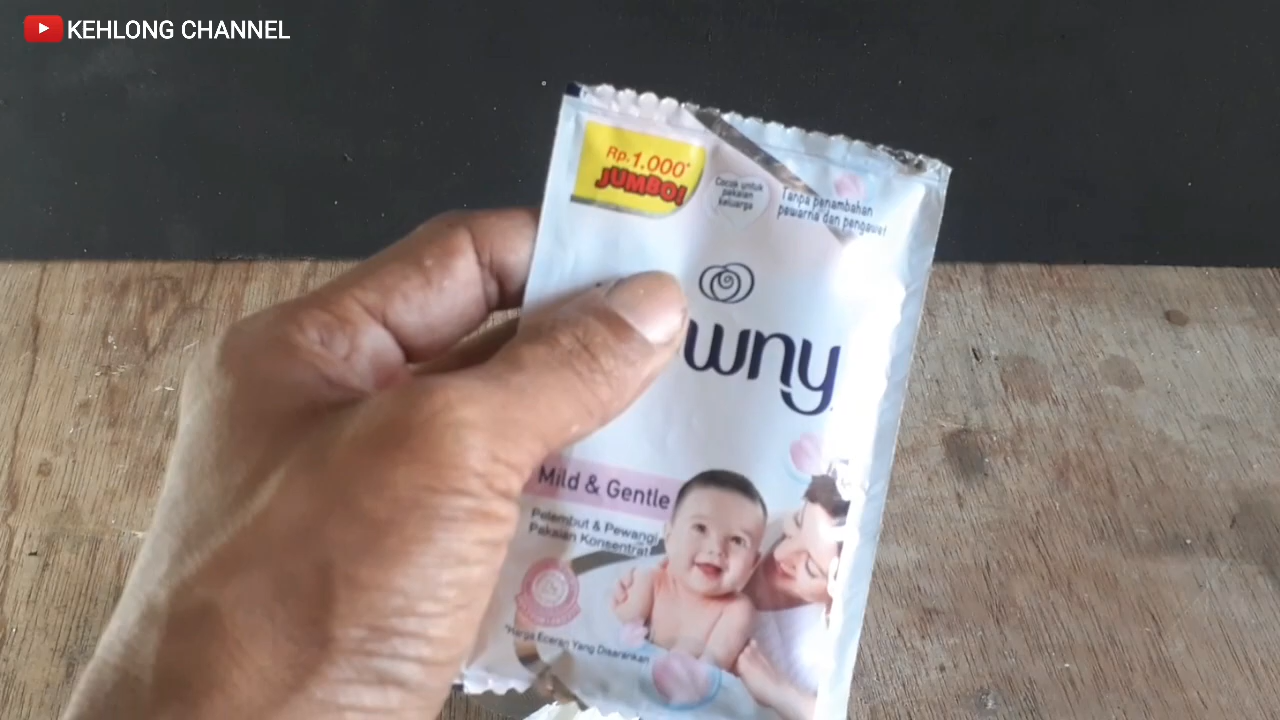 KEHLONG CHANNEL
Rp.1.000*
JUMBO!
Cocok untuk
pakaian
keluarga
Tanpa penambahan
pewarna dan pengawet
wny
Mild & Gentle
Pelembut & Pewangi
Pakaian Konsentrat
*Harga Eceran Yang Disarankan